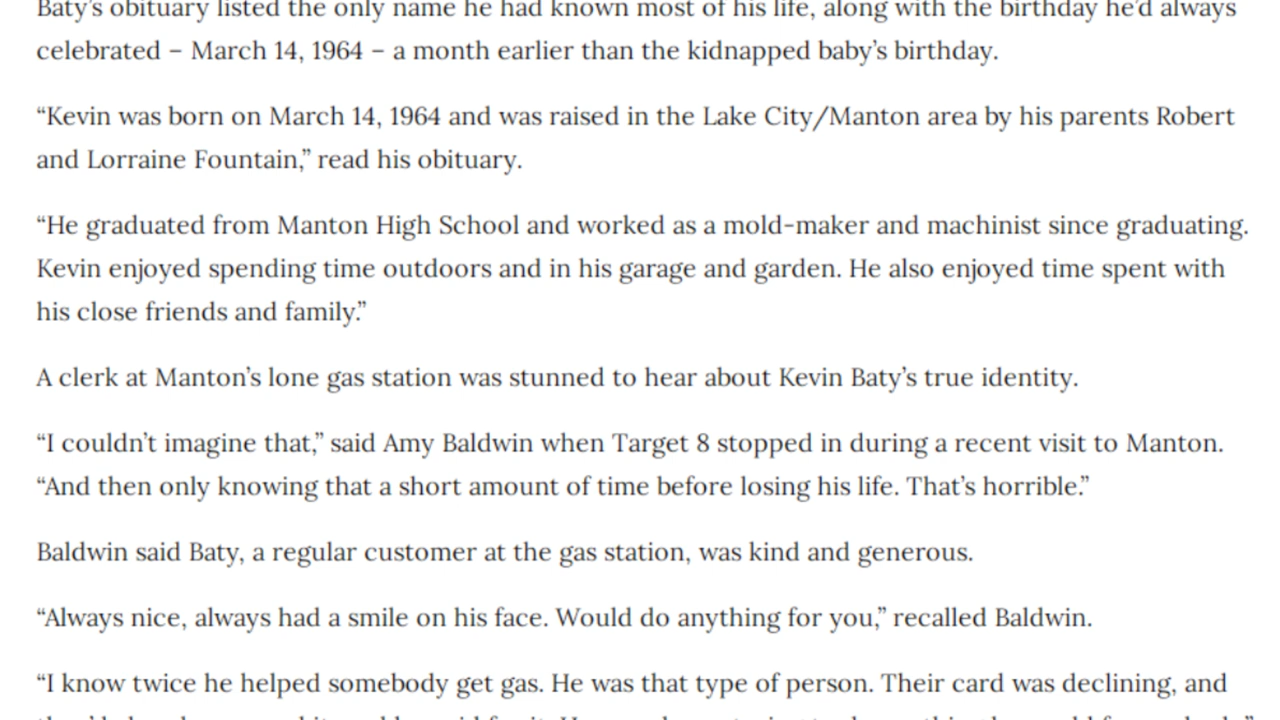 Baty’s obituary listed the only name he had known most of his life, along with the birthday he’d always
celebrated – March 14, 1964 – a month earlier than the kidnapped baby’s birthday.
“Kevin was born on March 14, 1964 and was raised in the Lake City/Manton area by his parents Robert
and Lorraine Fountain,” read his obituary.
“He graduated from Manton High School and worked as a mold-maker and machinist since graduating.
Kevin enjoyed spending time outdoors and in his garage and garden. He also enjoyed time spent with
his close friends and family.”
A clerk at Manton’s lone gas station was stunned to hear about Kevin Baty’s true identity.
“I couldn’t imagine that,” said Amy Baldwin when Target 8 stopped in during a recent visit to Manton.
“And then only knowing that a short amount of time before losing his life. That’s horrible.”
Baldwin said Baty, a regular customer at the gas station, was kind and generous.
“Always nice, always had a smile on his face. Would do anything for you,” recalled Baldwin.
“I know twice he helped somebody get gas. He was that type of person. Their card was declining, and